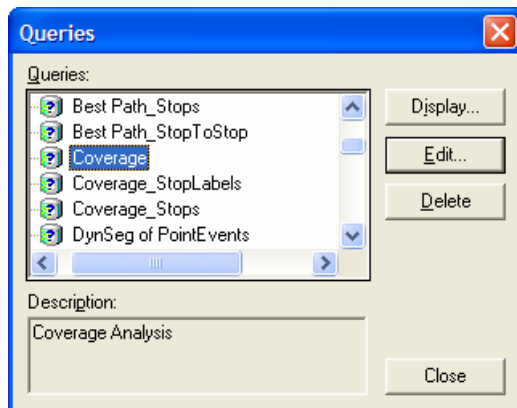 Queries
Queries:
Best Path_Stops
Best Path_StopToStop
Coverage
Coverage_StopLabels
Coverage_Stops
DynSeg of PointEvents
Display...
Edit...
Delete
Description:
Coverage Analysis
Close